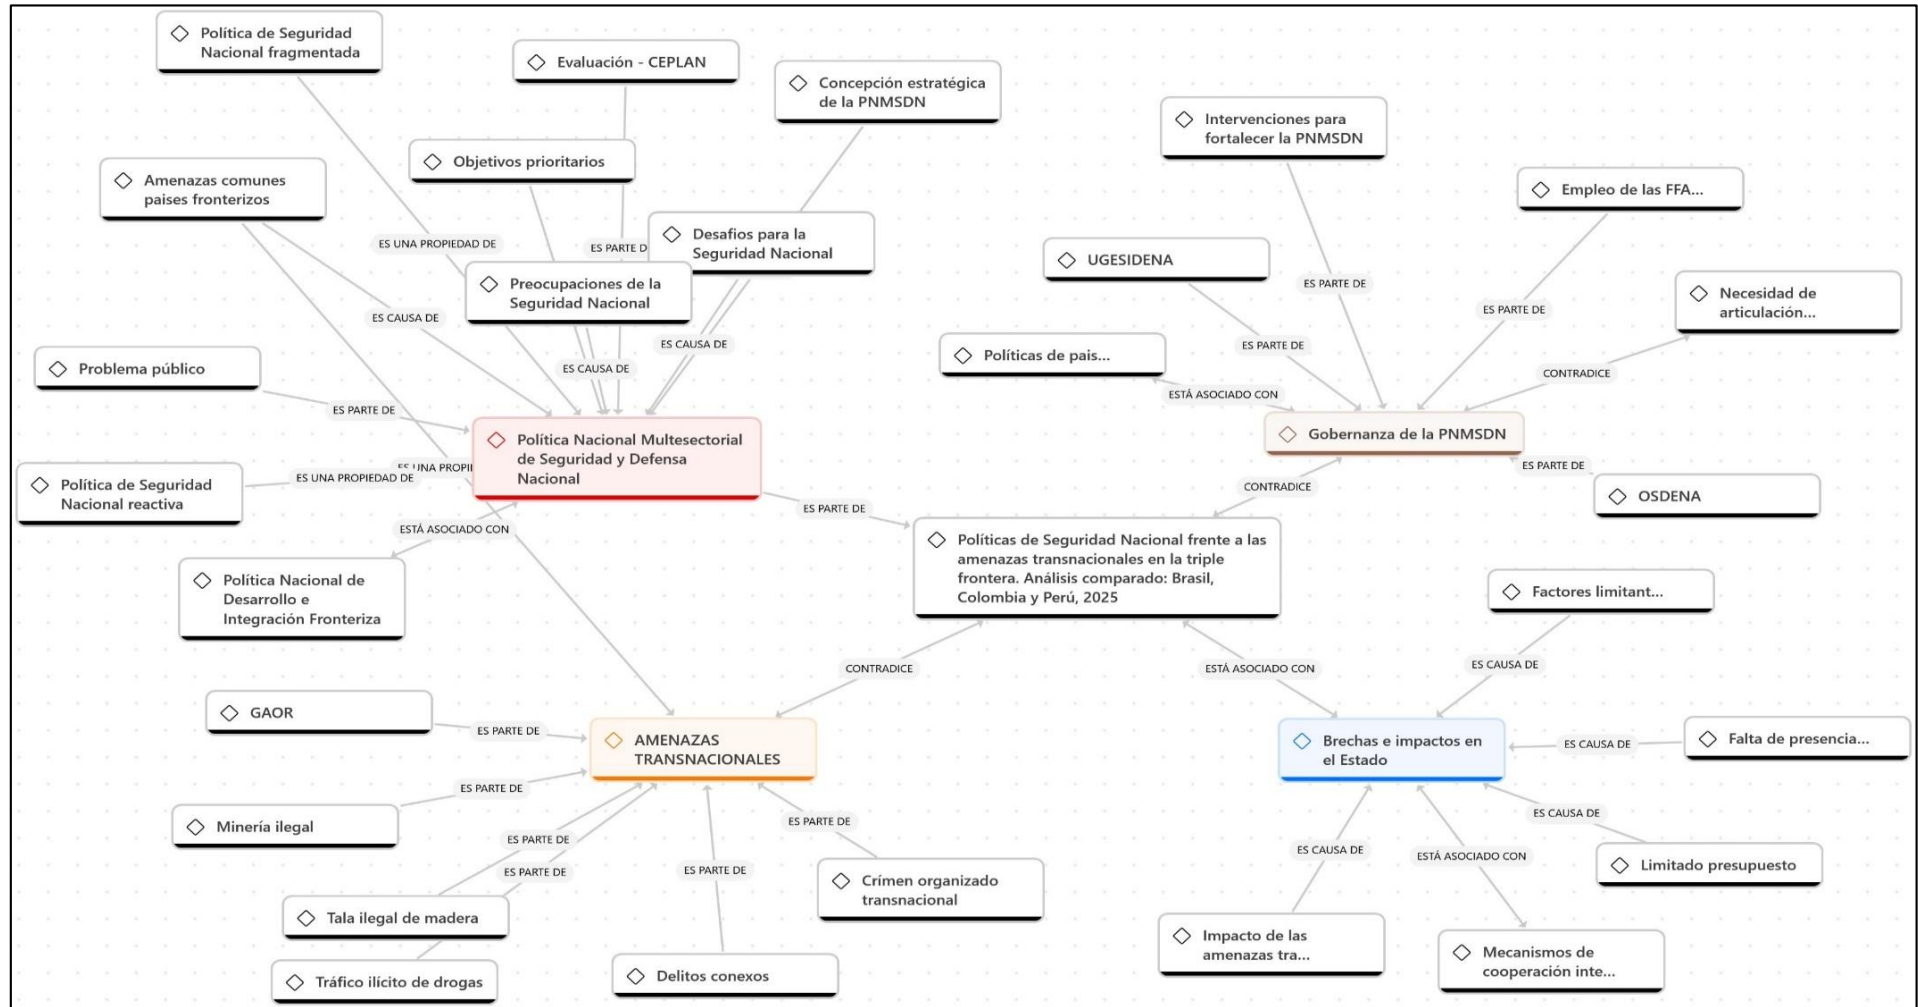 Política de Seguridad
Nacional fragmentada
Evaluación - CEPLAN
Concepción estratégica
de la PNMSDN
Intervenciones para
fortalecer la PNMSDN
Objetivos prioritarios
Amenazas comunes
paises fronterizos
Empleo de las FFA...
Desafios para la
Seguridad Nacional
ES UNA PROPIEDAD DE
ES PARTE D
UGESIDENA
Preocupaciones de la
Seguridad Nacional
ES PARTE DE
Necesidad de
articulación...
ES CAUSA DE
ES PARTE DE
ES CAUSA DE
ES PARTE DE
Políticas de pais...
Problema público
ES CAUSA DE
CONTRADICE
ESTÁ ASOCIADO CON
ES PARTE DE
Política Nacional Multesectorial
de Seguridad y Defensa
Nacional
Gobernanza de la PNMSDN
ES UNA PROPI
ES UNA PROPIEDAD DE
Política de Seguridad
Nacional reactiva
ES PARTE DE
CONTRADICE
OSDENA
ES PARTE DE
ESTÁ ASOCIADO CON
Políticas de Seguridad Nacional frente a las
amenazas transnacionales en la triple
frontera. Análisis comparado: Brasil,
Colombia y Perú, 2025
Política Nacional de
Desarrollo e
Integración Fronteriza
Factores limitant...
CONTRADICE
ESTÁ ASOCIADO CON
ES CAUSA DE
GAOR
ES PARTE DE
AMENAZAS
TRANSNACIONALES
Brechas e impactos en
el Estado
ES CAUSA DE
Falta de presencia...
ES PARTE DE
Minería ilegal
ES PARTE DE
ES CAUSA DE
ES PARTE DE
ES CAUSA DE
ESTÁ ASOCIADO CON
Limitado presupuesto
ES PARTE DE
ES PARTE DE
Crímen organizado
transnacional
Tala ilegal de madera
Impacto de las
amenazas tra...
Mecanismos de
cooperación inte...
Tráfico ilícito de drogas
Delitos conexos